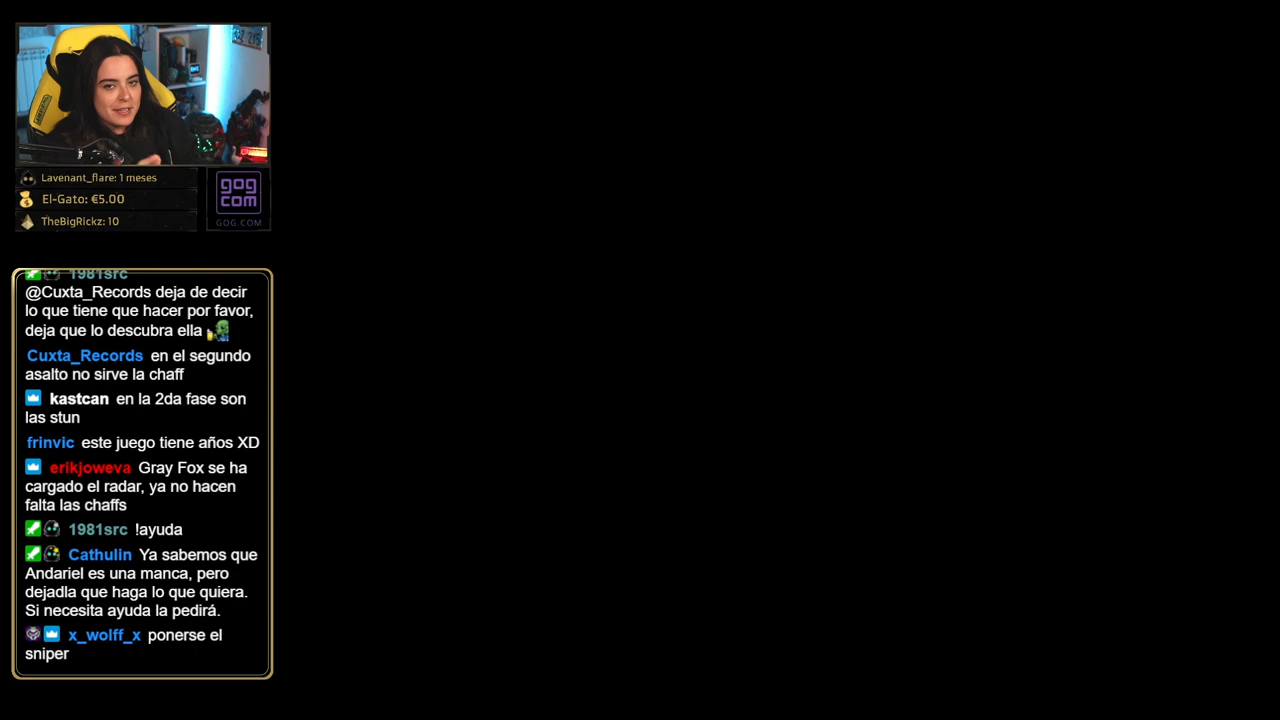 Lavenant_flare: 1 meses
El-Gato: €5.00
TheBigRickz: 10
gog
com
GOG.COM
1981src
@Cuxta_Records deja de decir
lo que tiene que hacer por favor,
deja que lo descubra ella
Cuxta_Records en el segundo
asalto no sirve la chaff
kastcan en la 2da fase son
las stun
frinvic este juego tiene años XD
erikjoweva Gray Fox se ha
cargado el radar, ya no hacen
falta las chaffs
1981src !ayuda
Cathulin Ya sabemos que
Andariel es una manca, pero
dejadla que haga lo que quiera.
Si necesita ayuda la pedirá.
x_wolff_x ponerse el
sniper